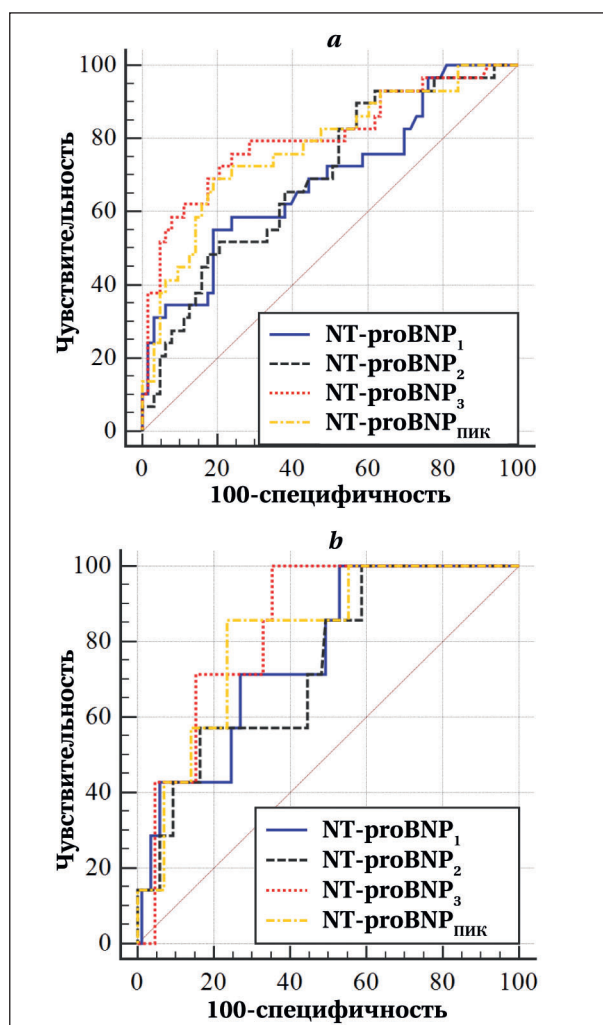 a
100
80
60
40
20
0
Чувствительность
NT-proBNP₁
NT-proBNP₂
NT-proBNP₃
NT-proBNPпик
0 20 40 60 80 100
100-специфичность
b
100
80
60
40
20
0
Чувствительность
NT-proBNP₁
NT-proBNP₂
NT-proBNP₃
NT-proBNPпик
0 20 40 60 80 100
100-специфичность